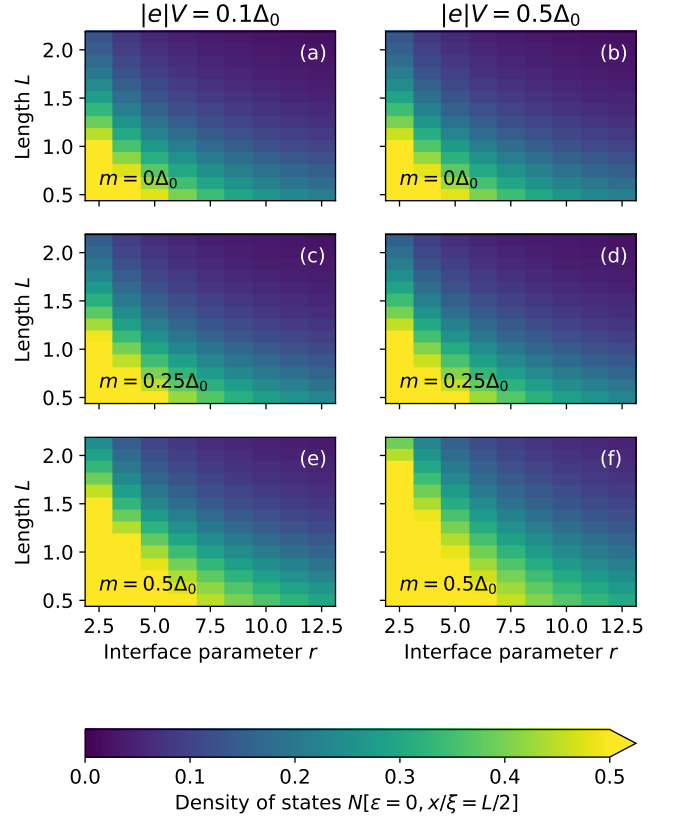 |e|V = 0.1Δ₀ |e|V = 0.5Δ₀
2.0 (a) (b)
1.5
Length L
1.0
m = 0Δ₀ m = 0Δ₀
0.5
2.0 (c) (d)
1.5
Length L
1.0
m = 0.25Δ₀ m = 0.25Δ₀
0.5
2.0 (e) (f)
1.5
Length L
1.0
m = 0.5Δ₀ m = 0.5Δ₀
0.5
2.5 5.0 7.5 10.0 12.5 2.5 5.0 7.5 10.0 12.5
Interface parameter r Interface parameter r
0.0 0.1 0.2 0.3 0.4 0.5
Density of states N[ε = 0, x/ξ = L/2]